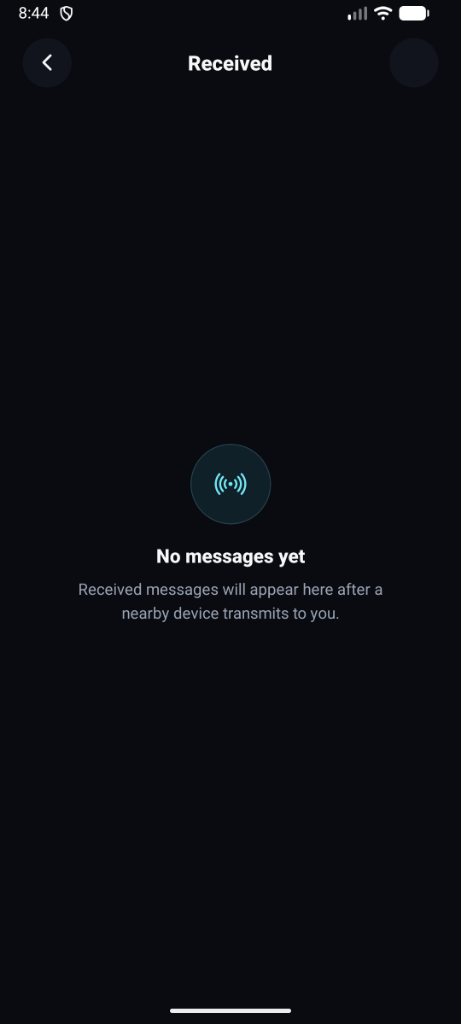 8:44
Received
No messages yet
Received messages will appear here after a
nearby device transmits to you.